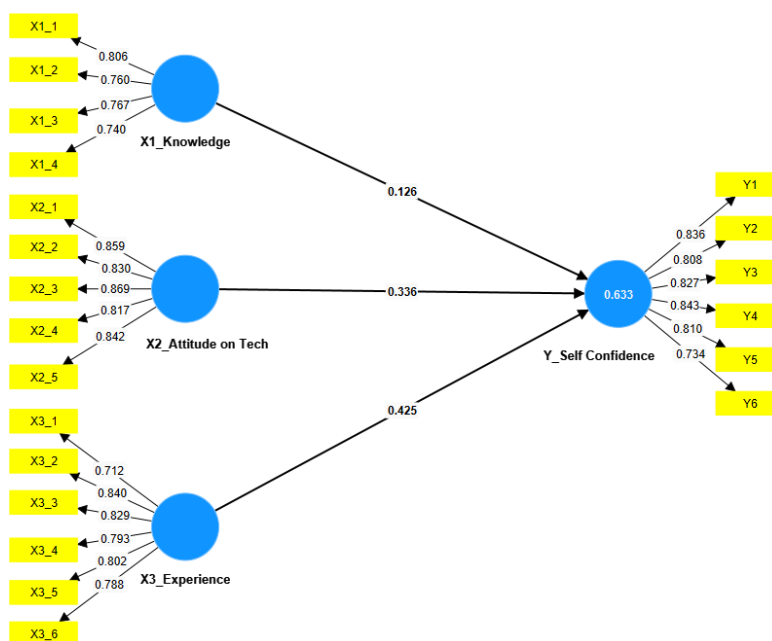 X1_1
0.806
X1_2
0.760
X1_3
0.767
0.740
X1_4
X1_Knowledge
0.126
X2_1
0.859
X2_2
0.830
X2_3
0.869
X2_4
0.817
0.842
X2_5
X2_Attitude on Tech
0.336
X3_1
0.712
X3_2
0.840
X3_3
0.829
X3_4
0.793
0.802
X3_5
0.788
X3_6
X3_Experience
0.425
0.633
Y_Self Confidence
Y1
0.836
Y2
0.808
Y3
0.827
0.843
Y4
0.810
Y5
0.734
Y6